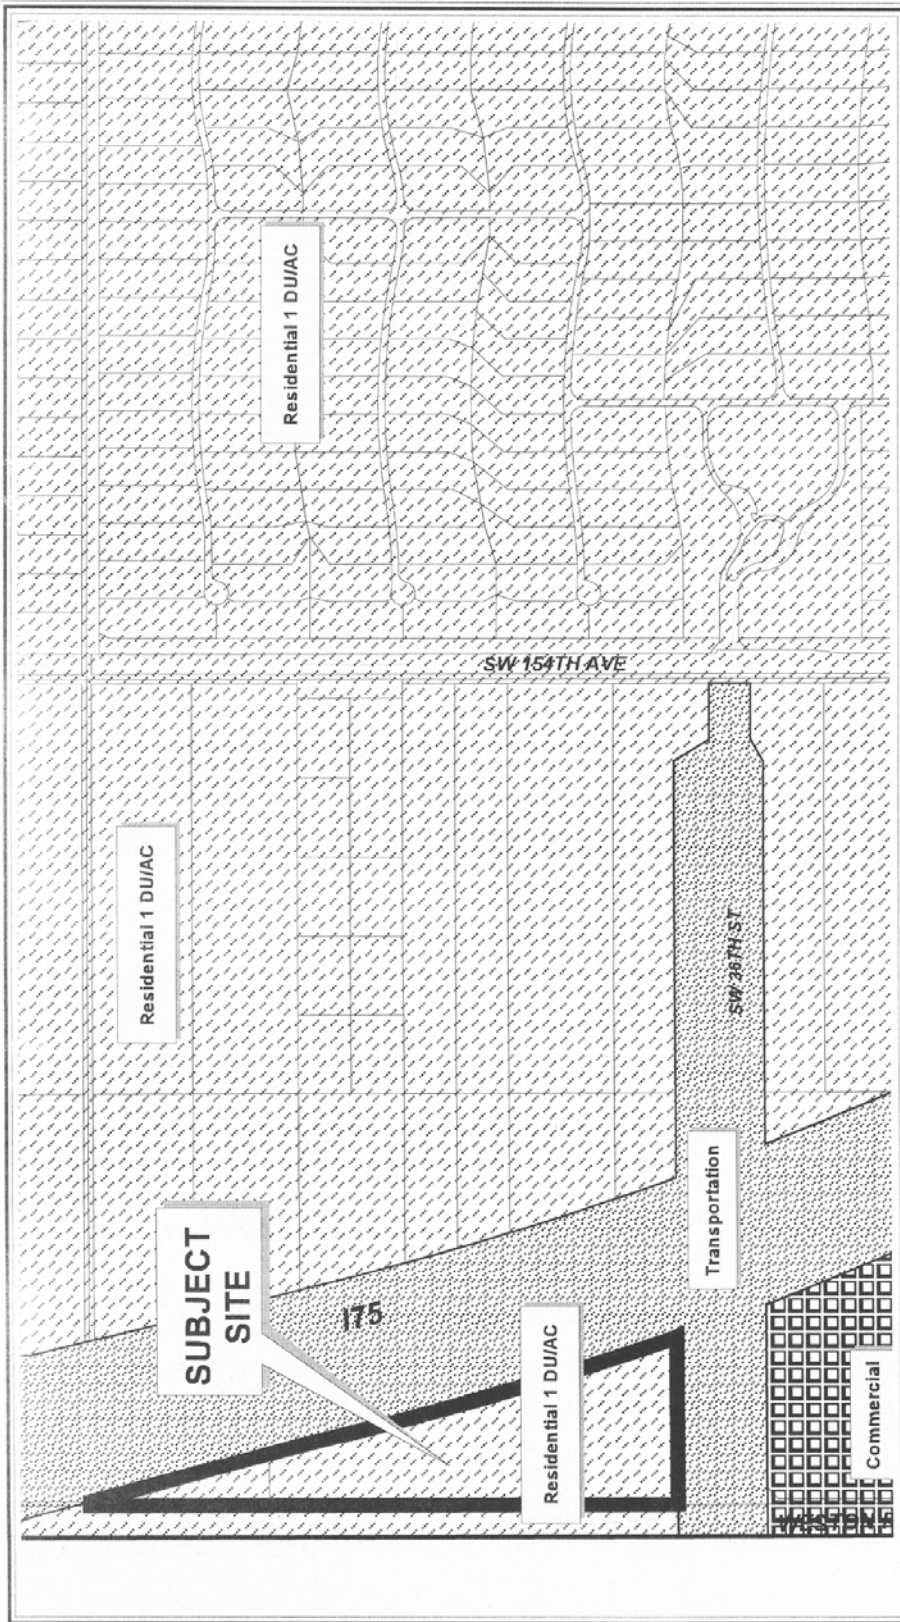 Residential 1 DU/AC
SW 154TH AVE
Residential 1 DU/AC
SW 36TH ST
Transportation
SUBJECT
SITE
I75
Residential 1 DU/AC
Commercial